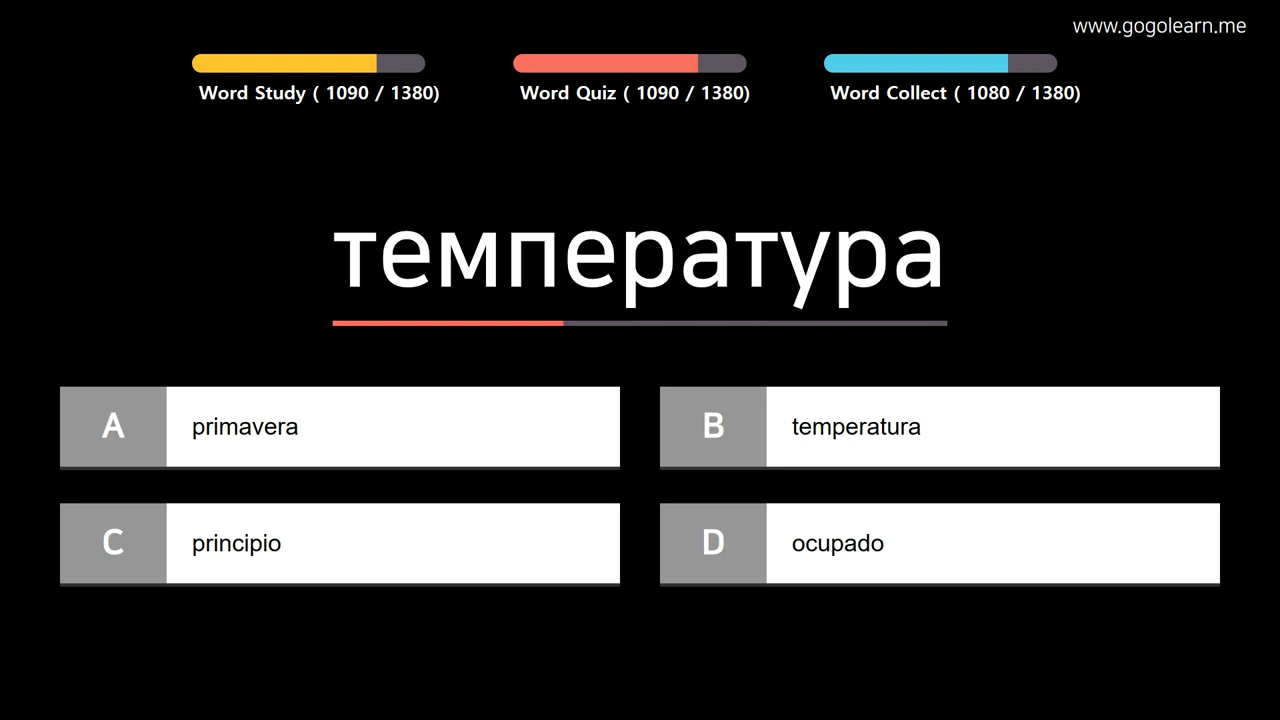 www.gogolearn.me
Word Study ( 1090 / 1380)
Word Quiz ( 1090 / 1380)
Word Collect ( 1080 / 1380)
температура
A primavera
B temperatura
C principio
D ocupado